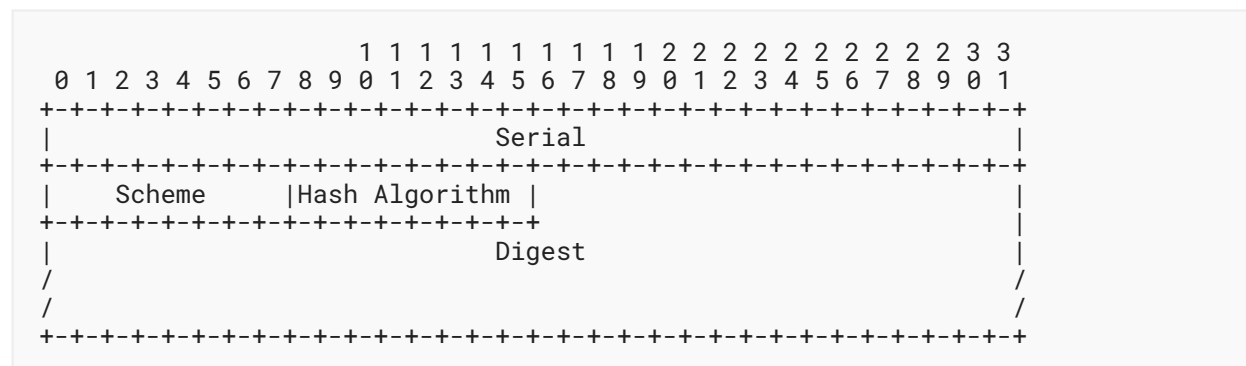 1 1 1 1 1 1 1 1 1 1 2 2 2 2 2 2 2 2 2 2 3 3
 0 1 2 3 4 5 6 7 8 9 0 1 2 3 4 5 6 7 8 9 0 1 2 3 4 5 6 7 8 9 0 1
+-+-+-+-+-+-+-+-+-+-+-+-+-+-+-+-+-+-+-+-+-+-+-+-+-+-+-+-+-+-+-+-+
|                             Serial                            |
+-+-+-+-+-+-+-+-+-+-+-+-+-+-+-+-+-+-+-+-+-+-+-+-+-+-+-+-+-+-+-+-+
|    Scheme     |Hash Algorithm |                               |
+-+-+-+-+-+-+-+-+-+-+-+-+-+-+-+-+                               |
|                             Digest                            |
/                                                               /
/                                                               /
+-+-+-+-+-+-+-+-+-+-+-+-+-+-+-+-+-+-+-+-+-+-+-+-+-+-+-+-+-+-+-+-+